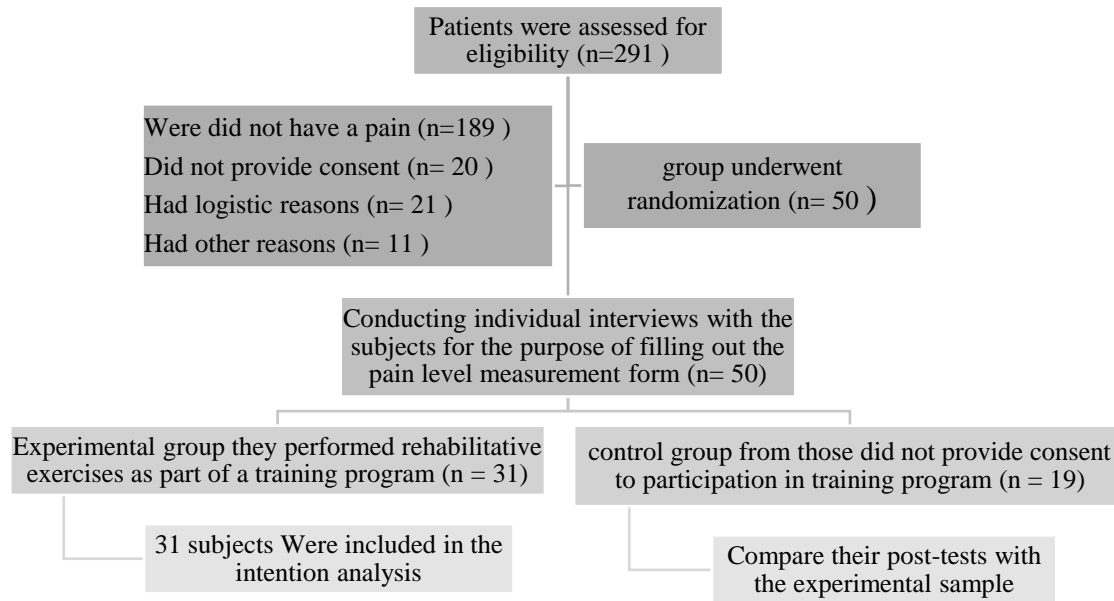 Patients were assessed for
eligibility (n=291 )
Were did not have a pain (n=189 )
Did not provide consent (n= 20 )
Had logistic reasons (n= 21 )
Had other reasons (n= 11 )
group underwent
randomization (n= 50 )
Conducting individual interviews with the
subjects for the purpose of filling out the
pain level measurement form (n= 50)
Experimental group they performed rehabilitative
exercises as part of a training program (n = 31)
control group from those did not provide consent
to participation in training program (n = 19)
31 subjects Were included in the
intention analysis
Compare their post-tests with
the experimental sample